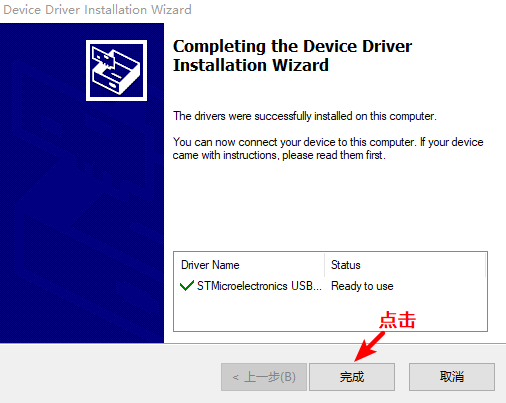 Device Driver Installation Wizard
Completing the Device Driver
Installation Wizard
The drivers were successfully installed on this computer.
You can now connect your device to this computer. If your device
came with instructions, please read them first.
Driver Name Status
STMicroelectronics USB... Ready to use
点击
< 上一步(B) 完成 取消